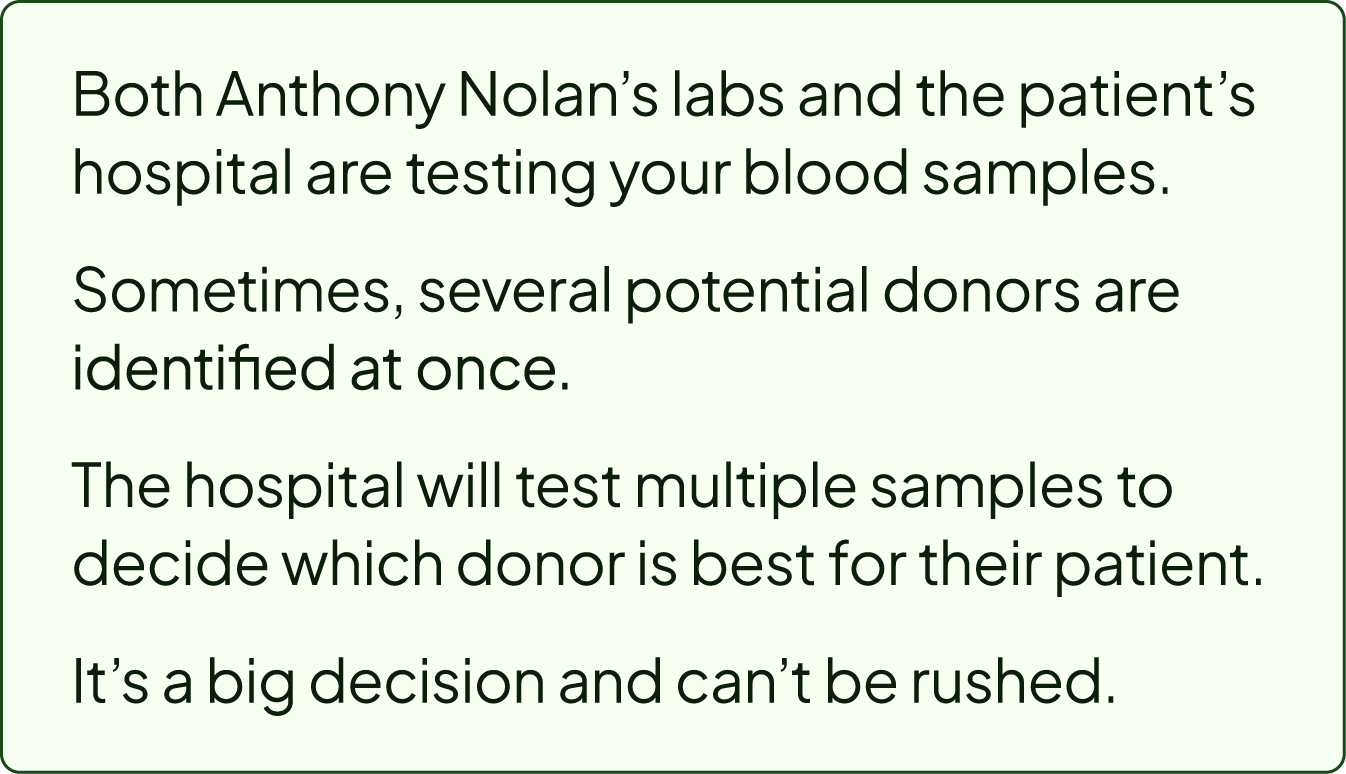 Both Anthony Nolan’s labs and the patient’s
hospital are testing your blood samples.
Sometimes, several potential donors are
identified at once.
The hospital will test multiple samples to
decide which donor is best for their patient.
It’s a big decision and can’t be rushed.